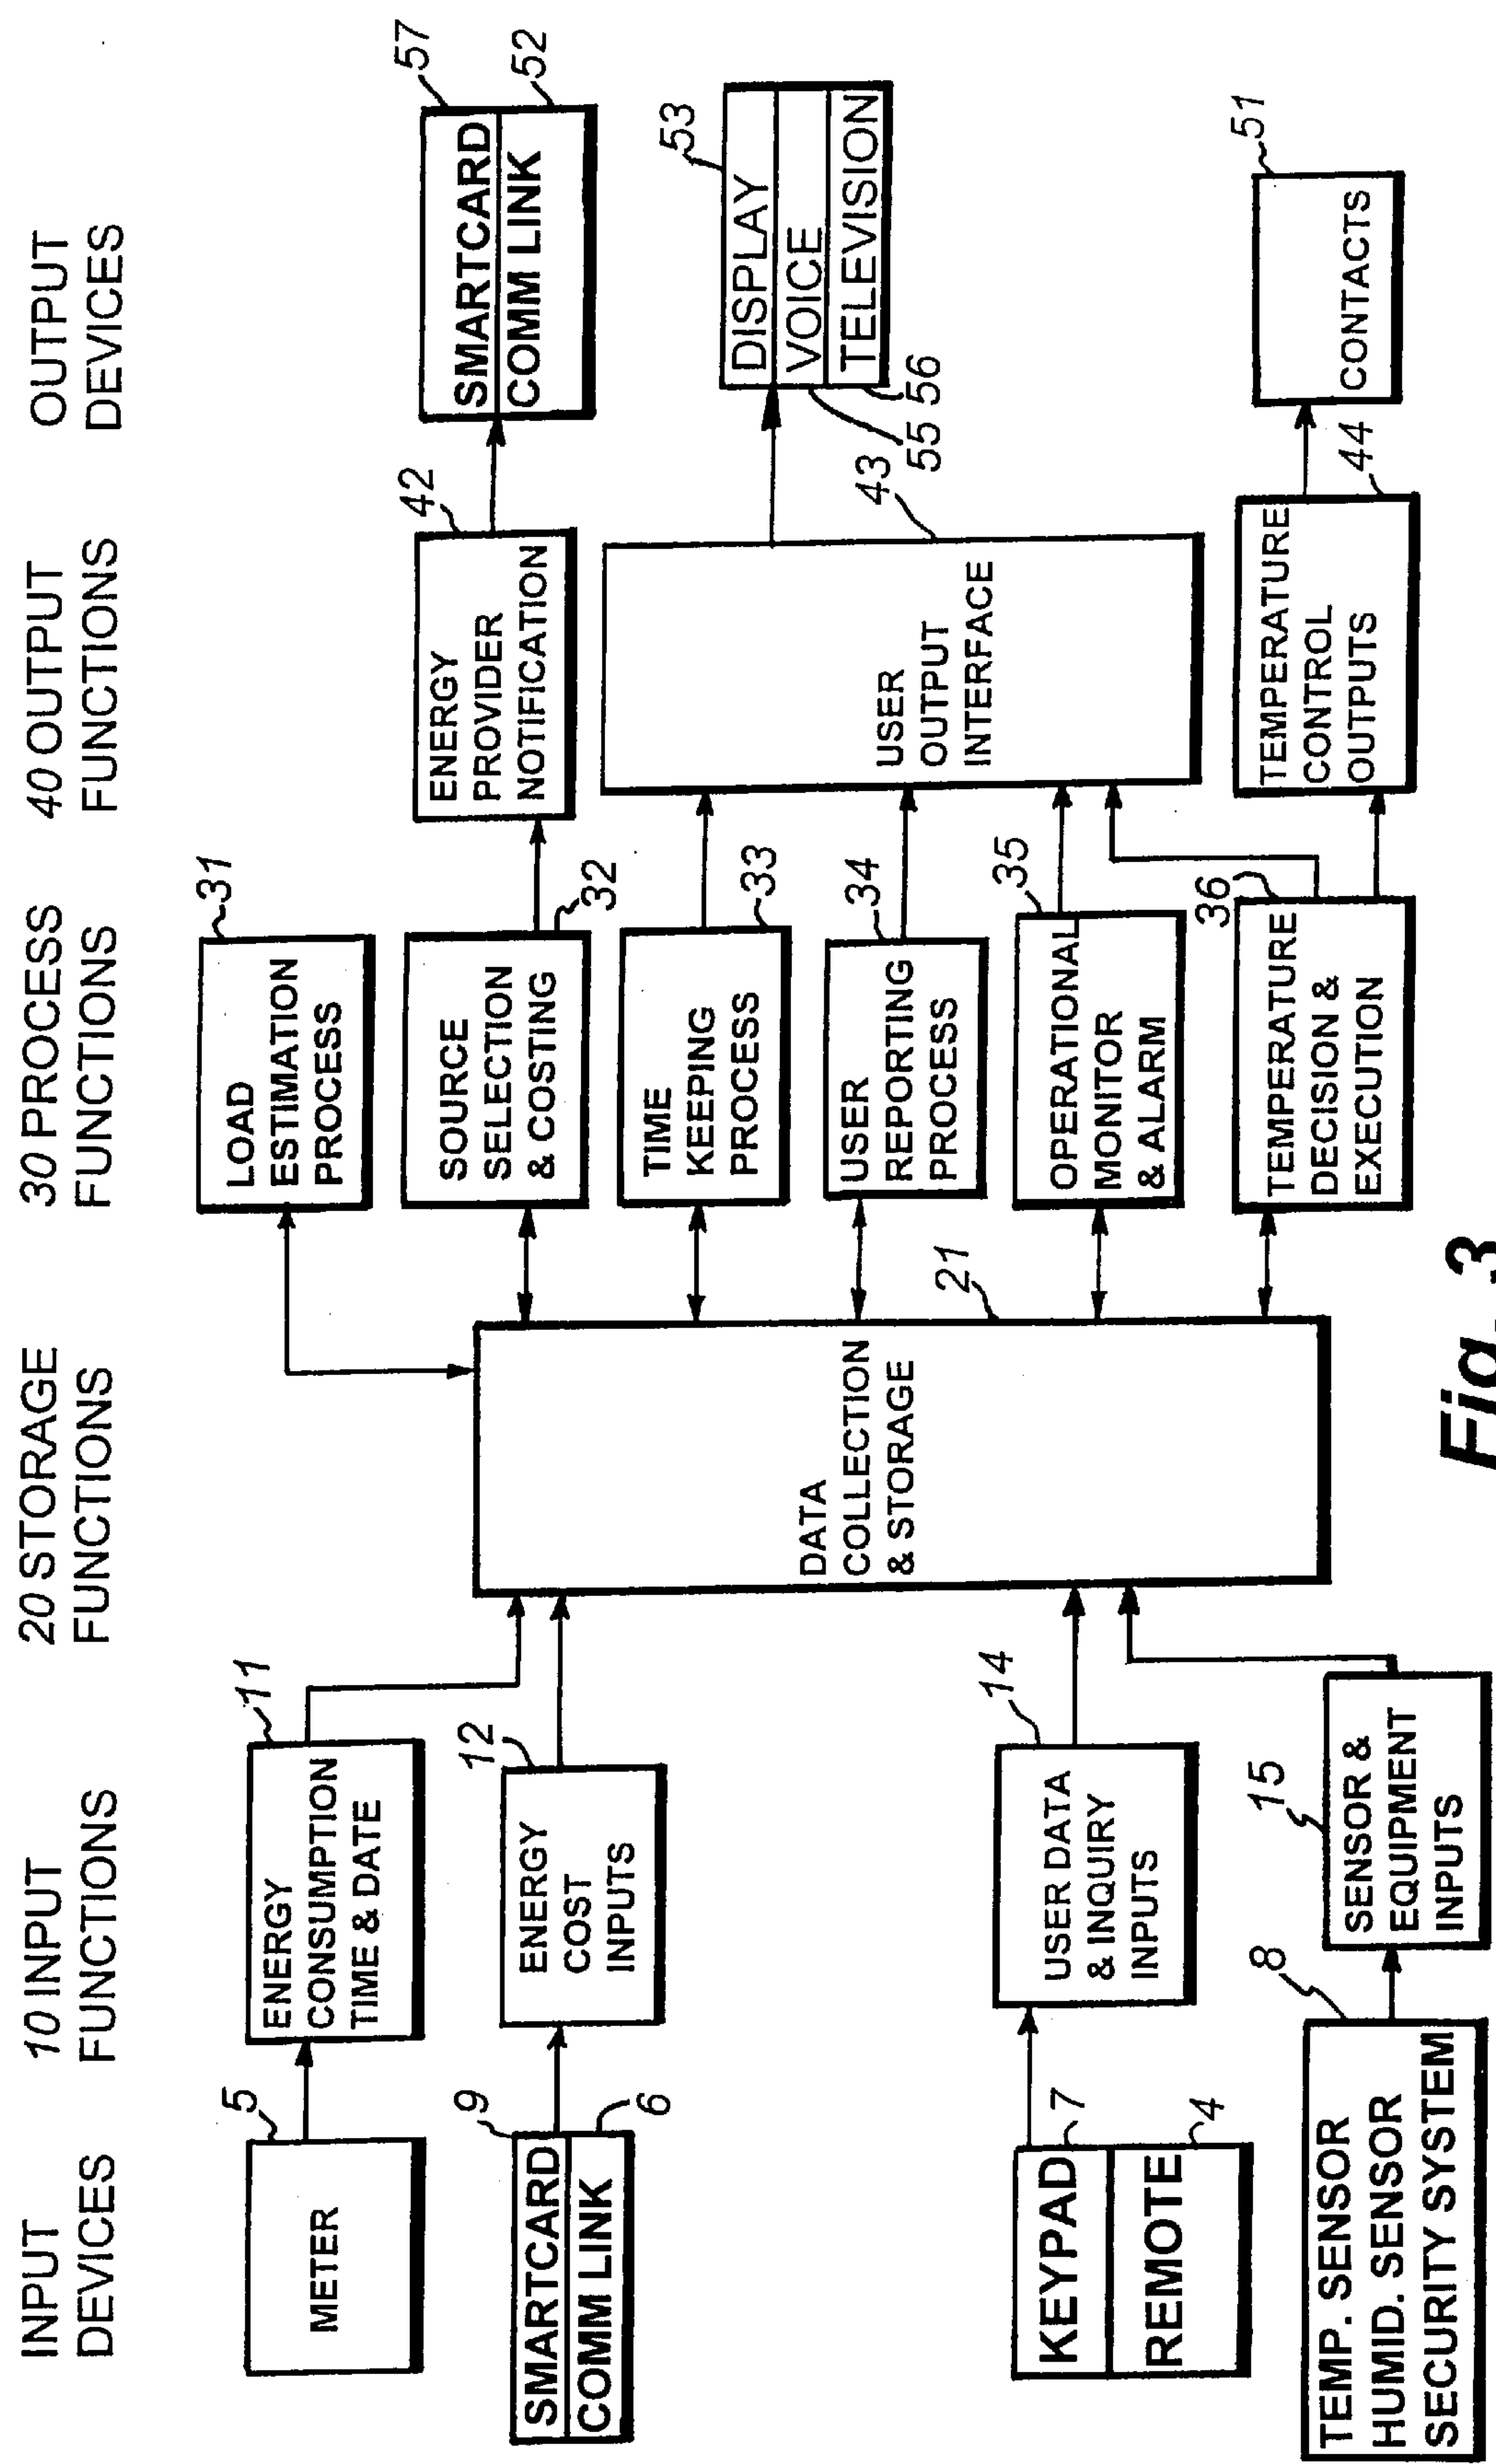 INPUT
DEVICES
10 INPUT
FUNCTIONS
20 STORAGE
FUNCTIONS
30 PROCESS
FUNCTIONS
40 OUTPUT
FUNCTIONS
OUTPUT
DEVICES
5
METER
9
SMARTCARD
COMM LINK
6
KEYPAD
7
REMOTE
4
8
TEMP. SENSOR
HUMID. SENSOR
SECURITY SYSTEM
11
ENERGY
CONSUMPTION
TIME & DATE
12
ENERGY
COST
INPUTS
14
USER DATA
& INQUIRY
INPUTS
15
SENSOR &
EQUIPMENT
INPUTS
21
DATA
COLLECTION
& STORAGE
31
LOAD
ESTIMATION
PROCESS
SOURCE
SELECTION
& COSTING
32
TIME
KEEPING
PROCESS
33
34
USER
REPORTING
PROCESS
35
OPERATIONAL
MONITOR
& ALARM
36
TEMPERATURE
DECISION &
EXECUTION
42
ENERGY
PROVIDER
NOTIFICATION
43
USER
OUTPUT
INTERFACE
TEMPERATURE
CONTROL
OUTPUTS
44
57
SMARTCARD
COMM LINK
52
53
DISPLAY
VOICE
TELEVISION
55
56
51
CONTACTS
Fig. 3